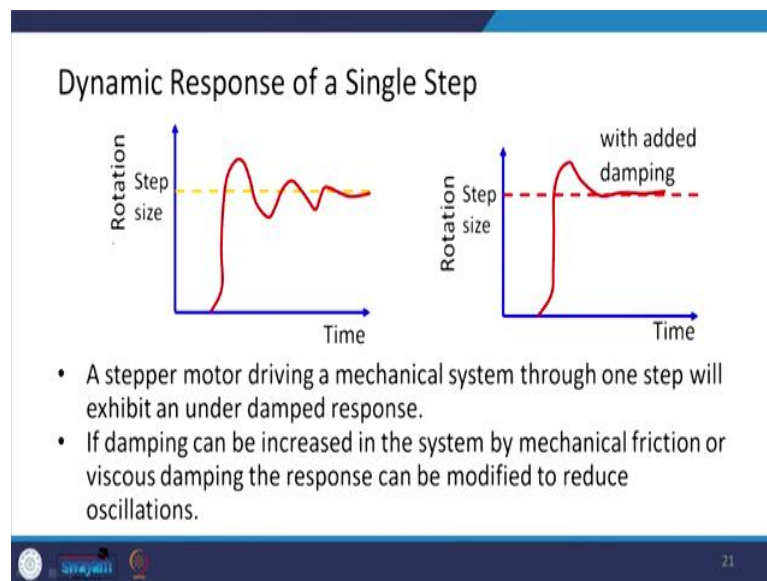 Dynamic Response of a Single Step
Rotation
Step
size
Time
with added
damping
Rotation
Step
size
Time
• A stepper motor driving a mechanical system through one step will
exhibit an under damped response.
• If damping can be increased in the system by mechanical friction or
viscous damping the response can be modified to reduce
oscillations.
swayam
21